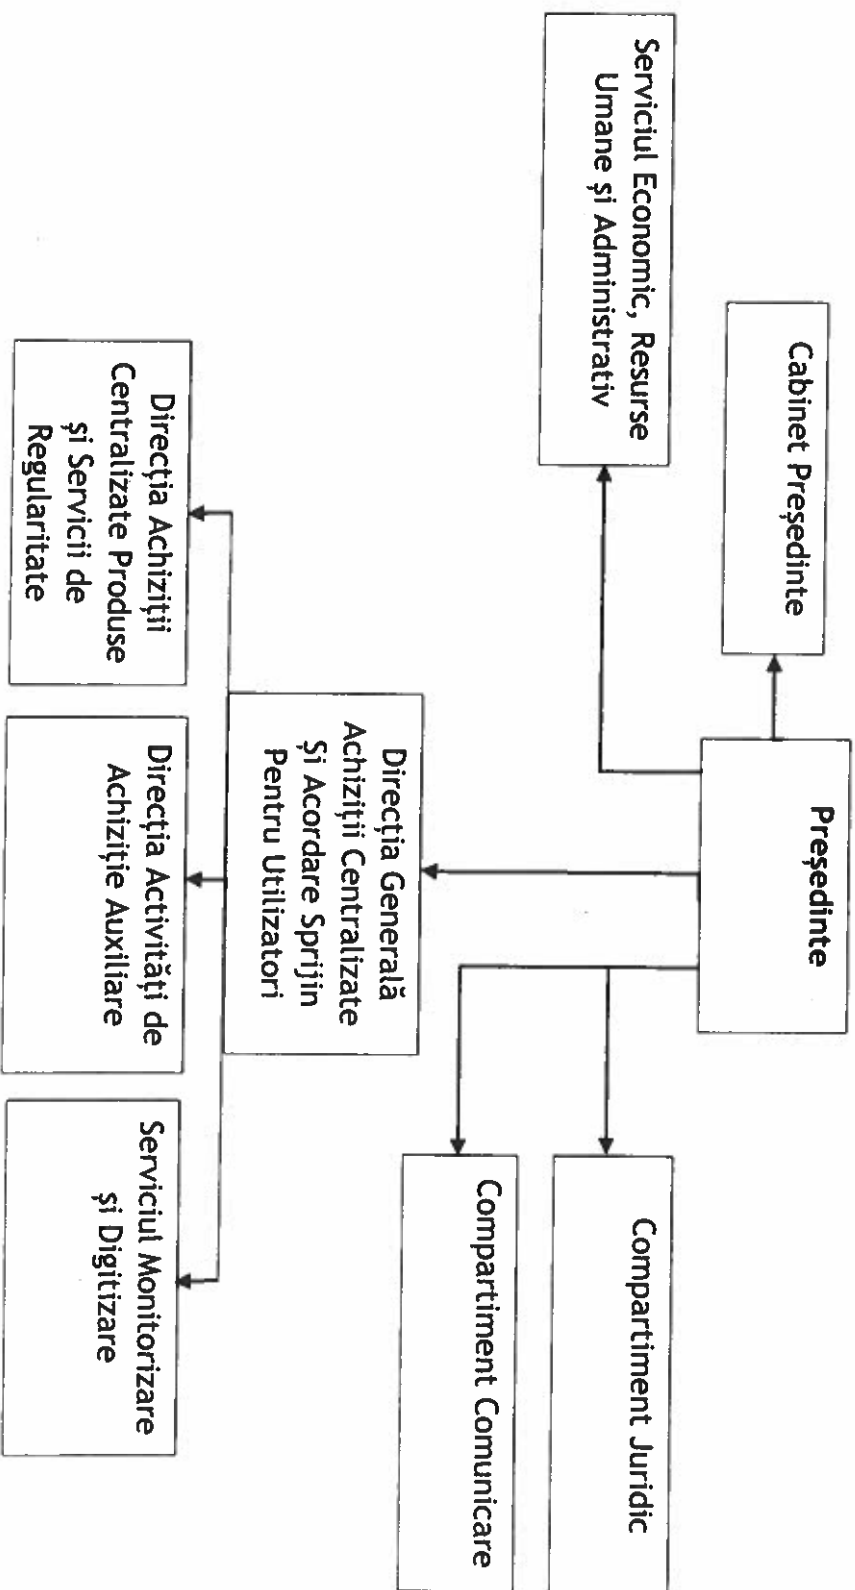 Președinte
Cabinet Președinte
Serviciul Economic, Resurse
Umane și Administrativ
Compartiment Juridic
Compartiment Comunicare
Direcția Generală
Achiziții Centralizate
Și Acordare Sprijin
Pentru Utilizatori
Direcția Achiziții
Centralizate Produse
și Servicii de
Regularitate
Direcția Activități de
Achiziție Auxiliare
Serviciul Monitorizare
și Digitizare